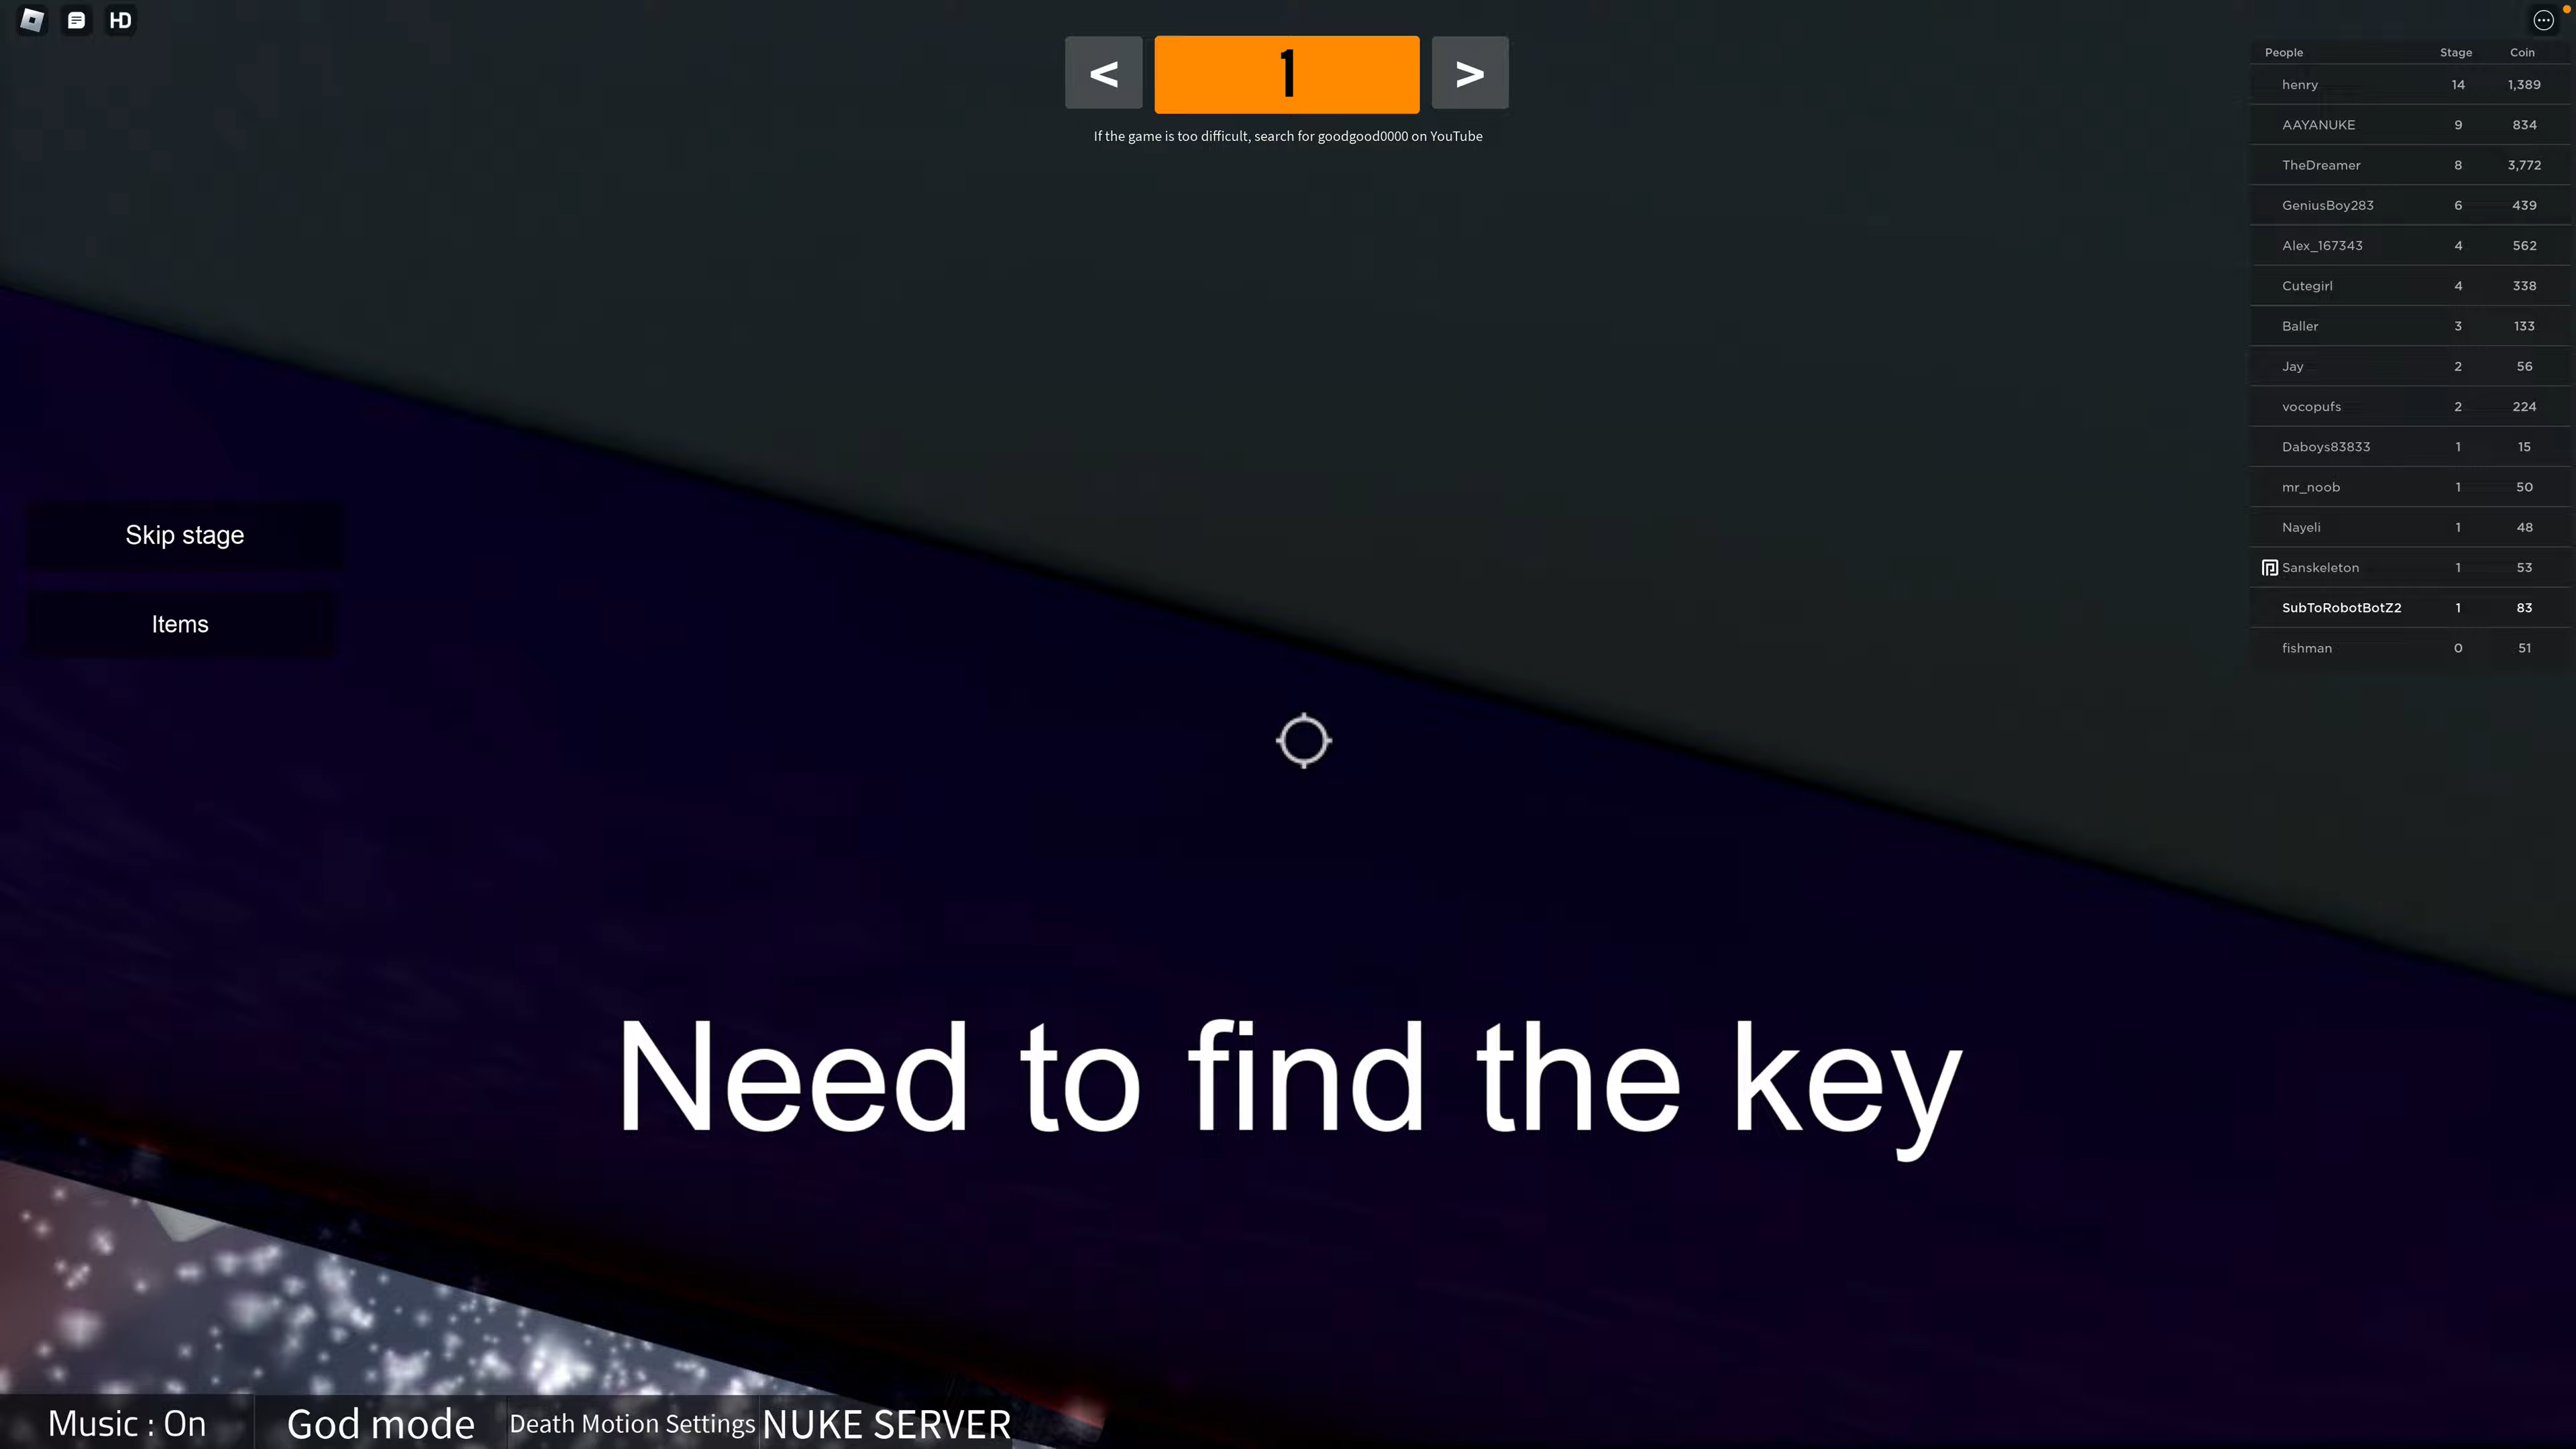 HD
< 1 >
If the game is too difficult, search for goodgood0000 on YouTube
People Stage Coin
henry 14 1,389
AAYANUKE 9 834
TheDreamer 8 3,772
GeniusBoy283 6 439
Alex_167343 4 562
Cutegirl 4 338
Baller 3 133
Jay 2 56
vocopufs 2 224
Daboys83833 1 15
mr_noob 1 50
Nayeli 1 48
Sanskeleton 1 53
SubToRobotBotZ2 1 83
fishman 0 51
Skip stage
Items
Need to find the key
Music : On God mode Death Motion Settings NUKE SERVER